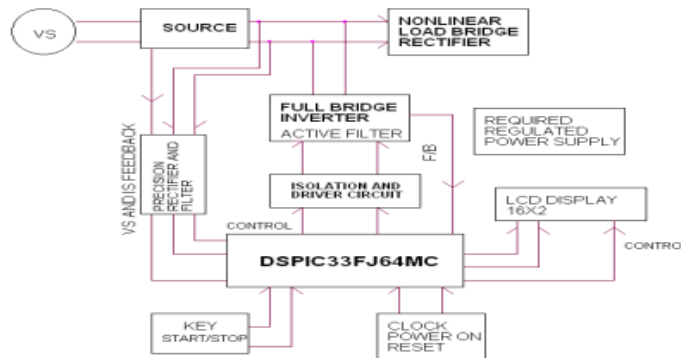 VS
SOURCE
NONLINEAR
LOAD BRIDGE
RECTIFIER
FULL BRIDGE
INVERTER
ACTIVE FILTER
REQUIRED
REGULATED
POWER SUPPLY
VS AND IS FEEDBACK
PRECISION
RECTIFIER AND
FILTER
F/B
ISOLATION AND
DRIVER CIRCUIT
LCD DISPLAY
16X2
CONTROL
CONTRO
DSPIC33FJ64MC
KEY
START/STOP
CLOCK
POWER ON
RESET